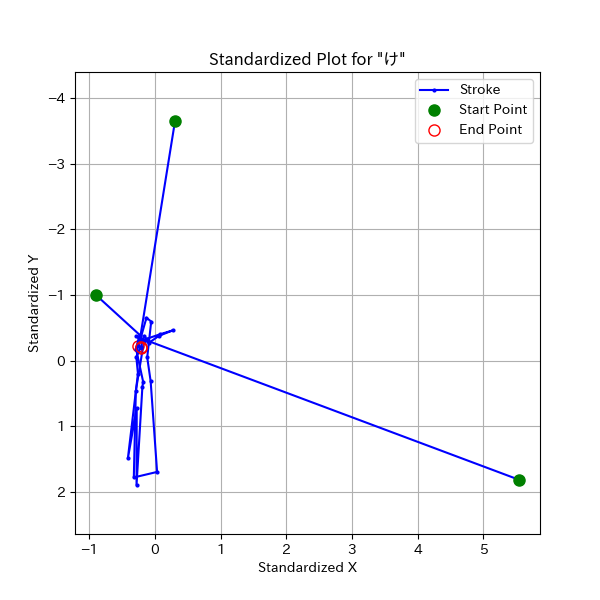 Standardized Plot for "け"
Stroke
Start Point
End Point
−4
−3
−2
−1
0
1
2
Standardized Y
−1 0 1 2 3 4 5
Standardized X